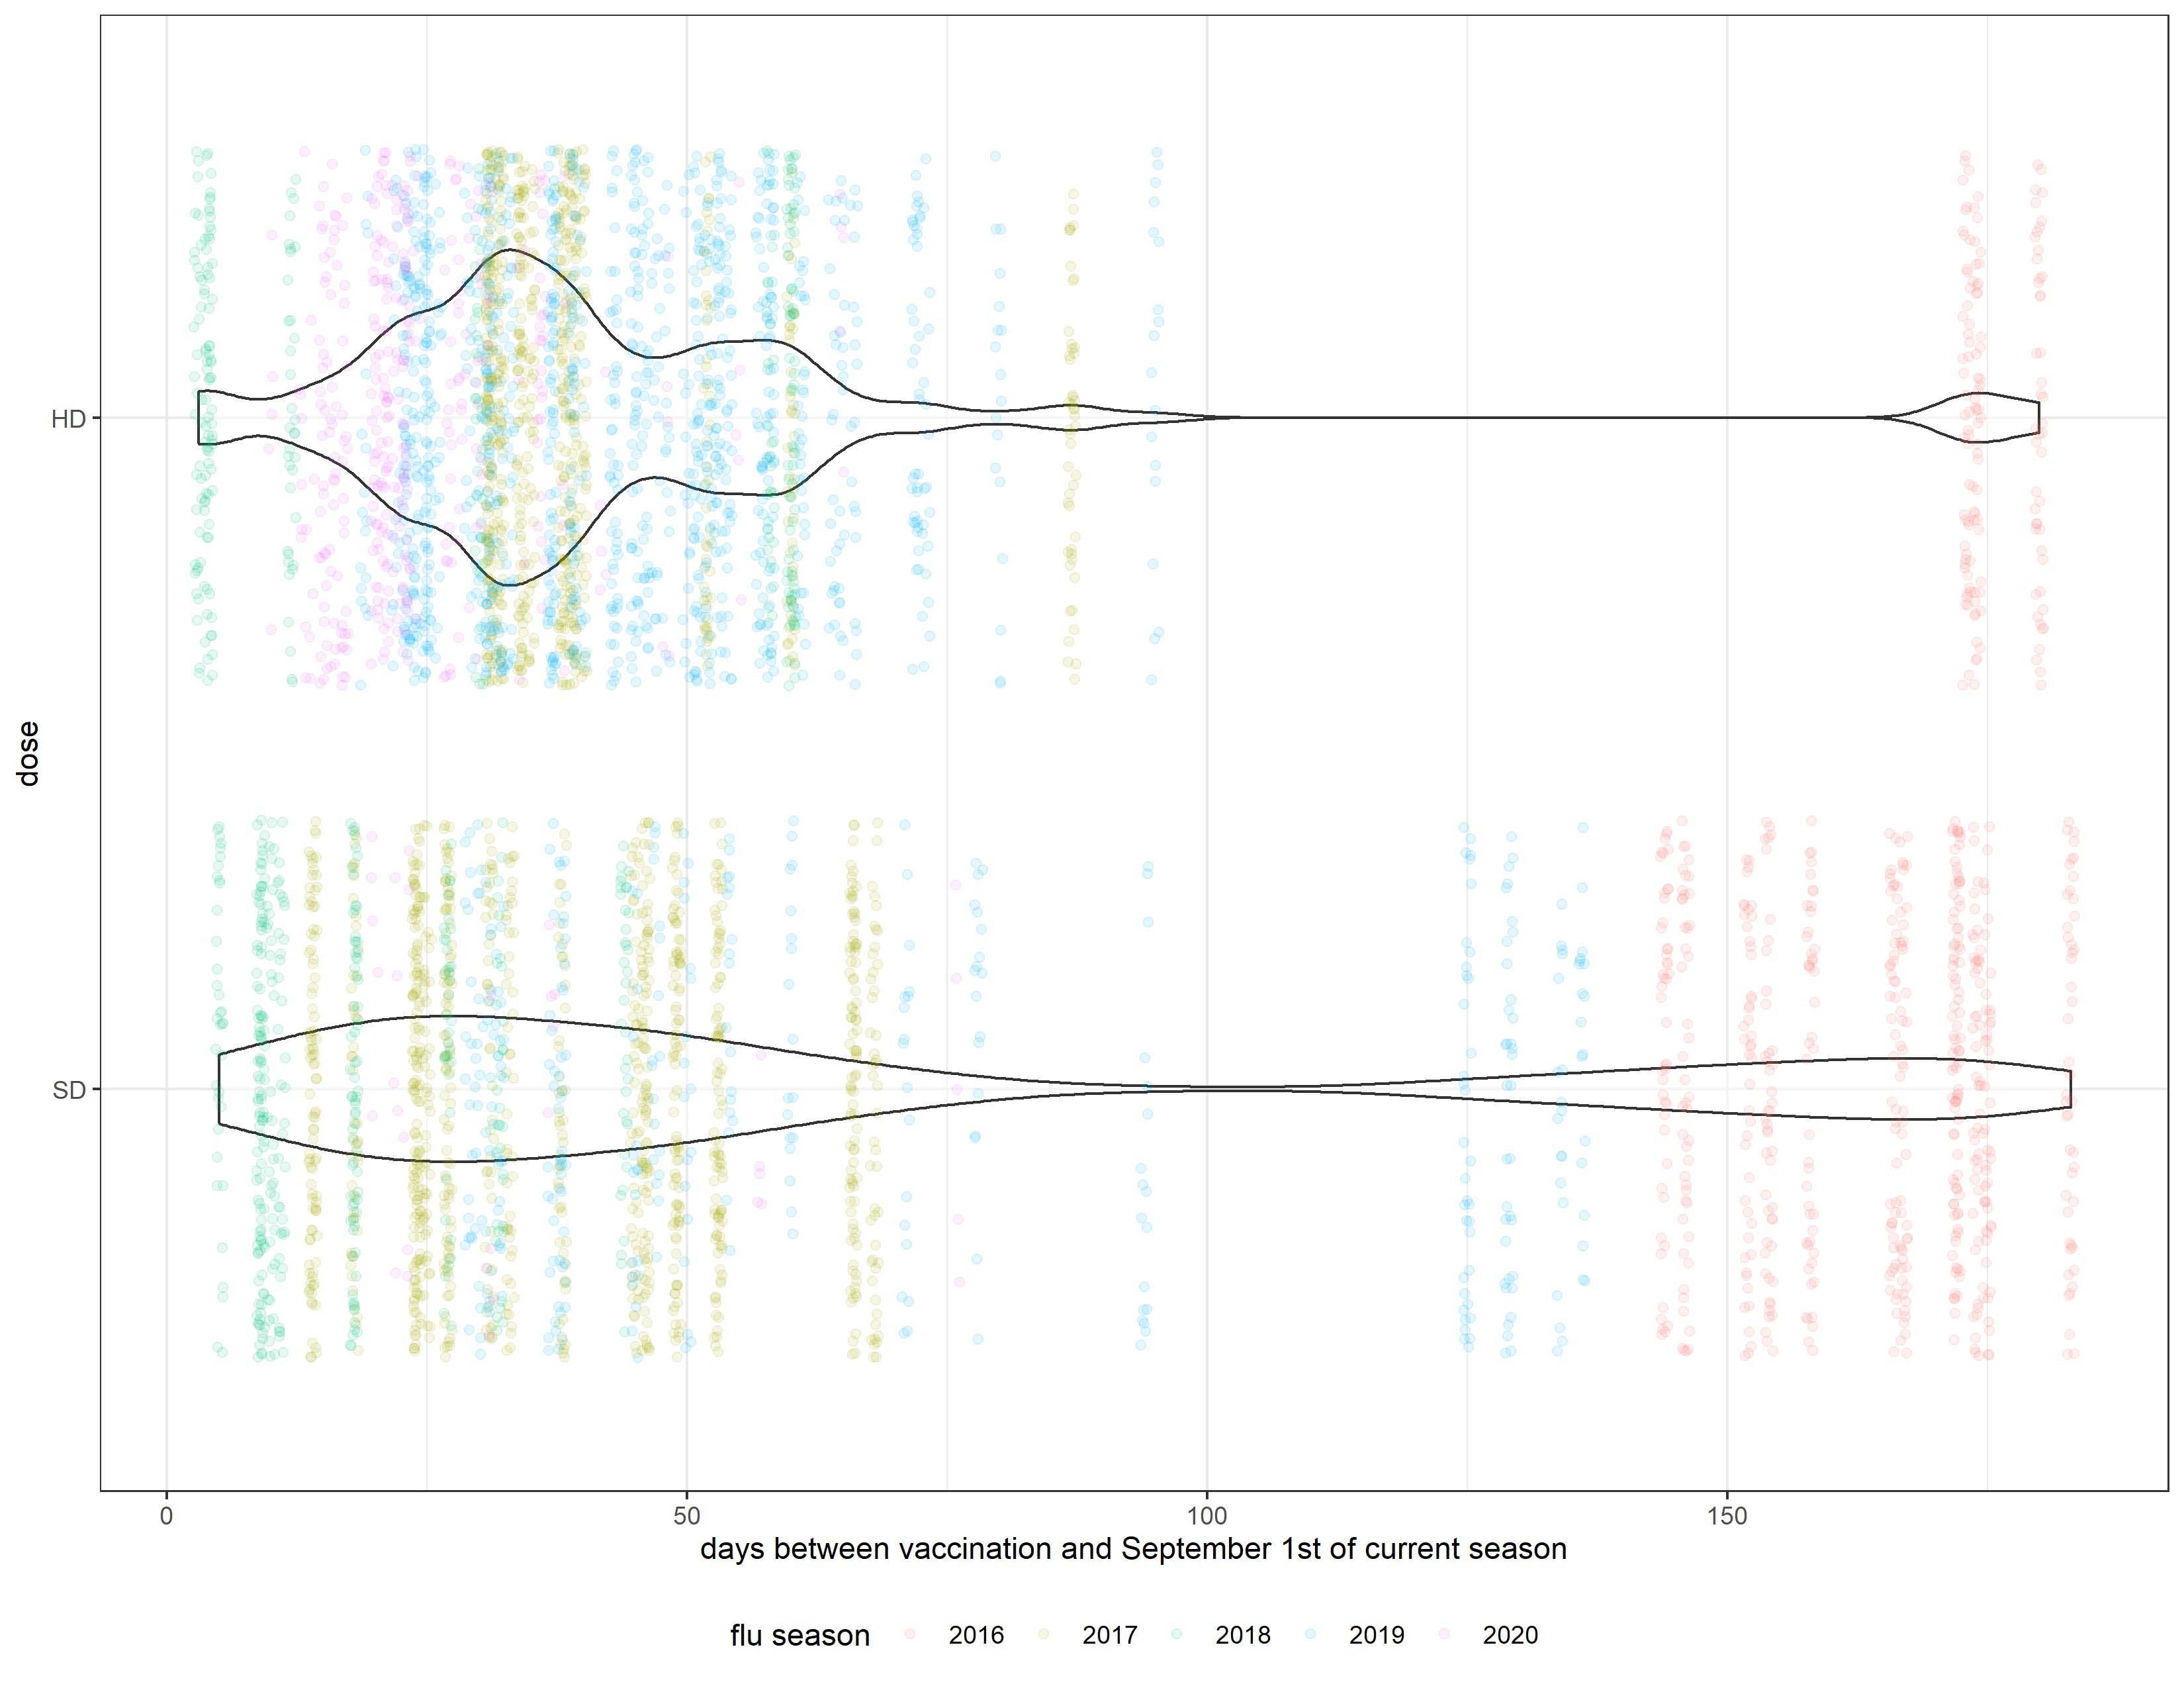 HD
dose
SD
0 50 100 150
days between vaccination and September 1st of current season
flu season 2016 2017 2018 2019 2020